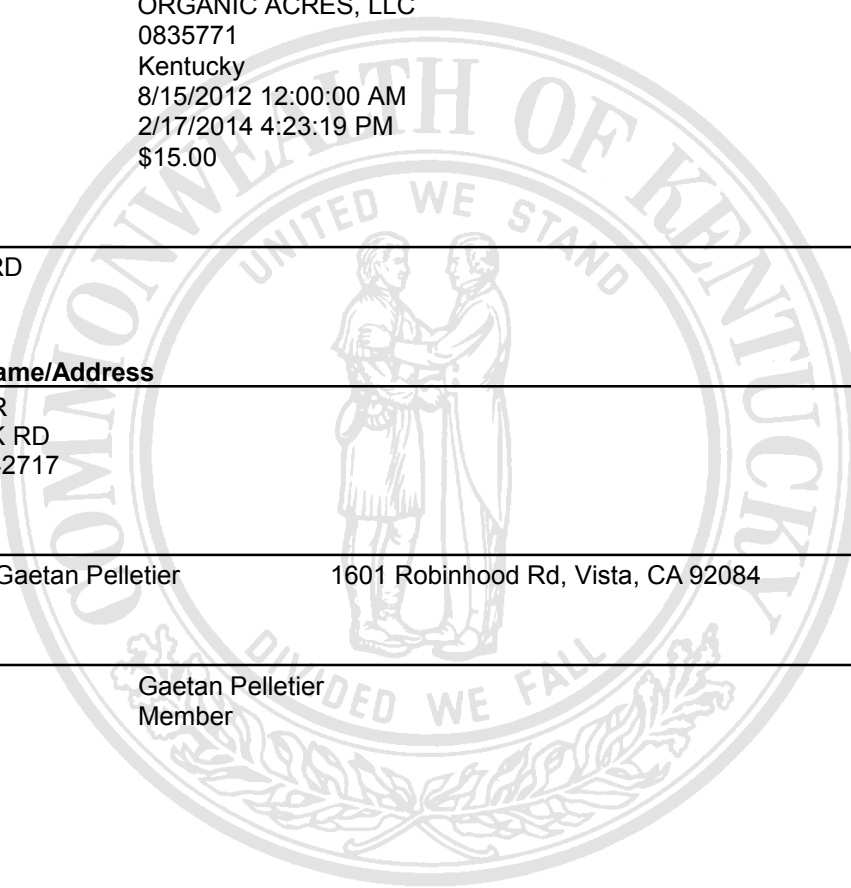 ORGANIC ACRES, LLC
0835771
Kentucky
8/15/2012 12:00:00 AM
2/17/2014 4:23:19 PM
$15.00
COMMONWEALTH OF KENTUCKY
UNITED WE STAND
RD
ame/Address
R
K RD
42717
Gaetan Pelletier 1601 Robinhood Rd, Vista, CA 92084
DIVIDED WE FALL
Gaetan Pelletier
Member